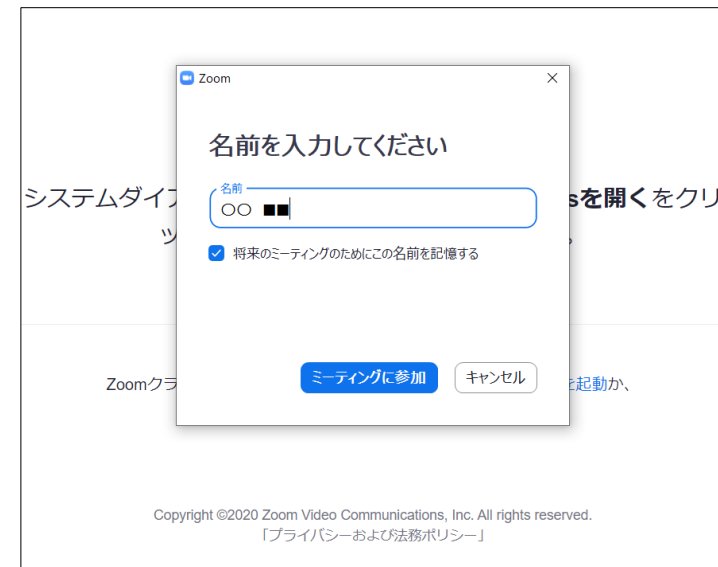 Zoom
名前を入力してください
名前
〇〇 ■■
将来のミーティングのためにこの名前を記憶する
ミーティングに参加 キャンセル
システムダイ sを開くをクリ
ッ
Zoomクラ 起動か、
Copyright ©2020 Zoom Video Communications, Inc. All rights reserved.
「プライバシーおよび法務ポリシー」